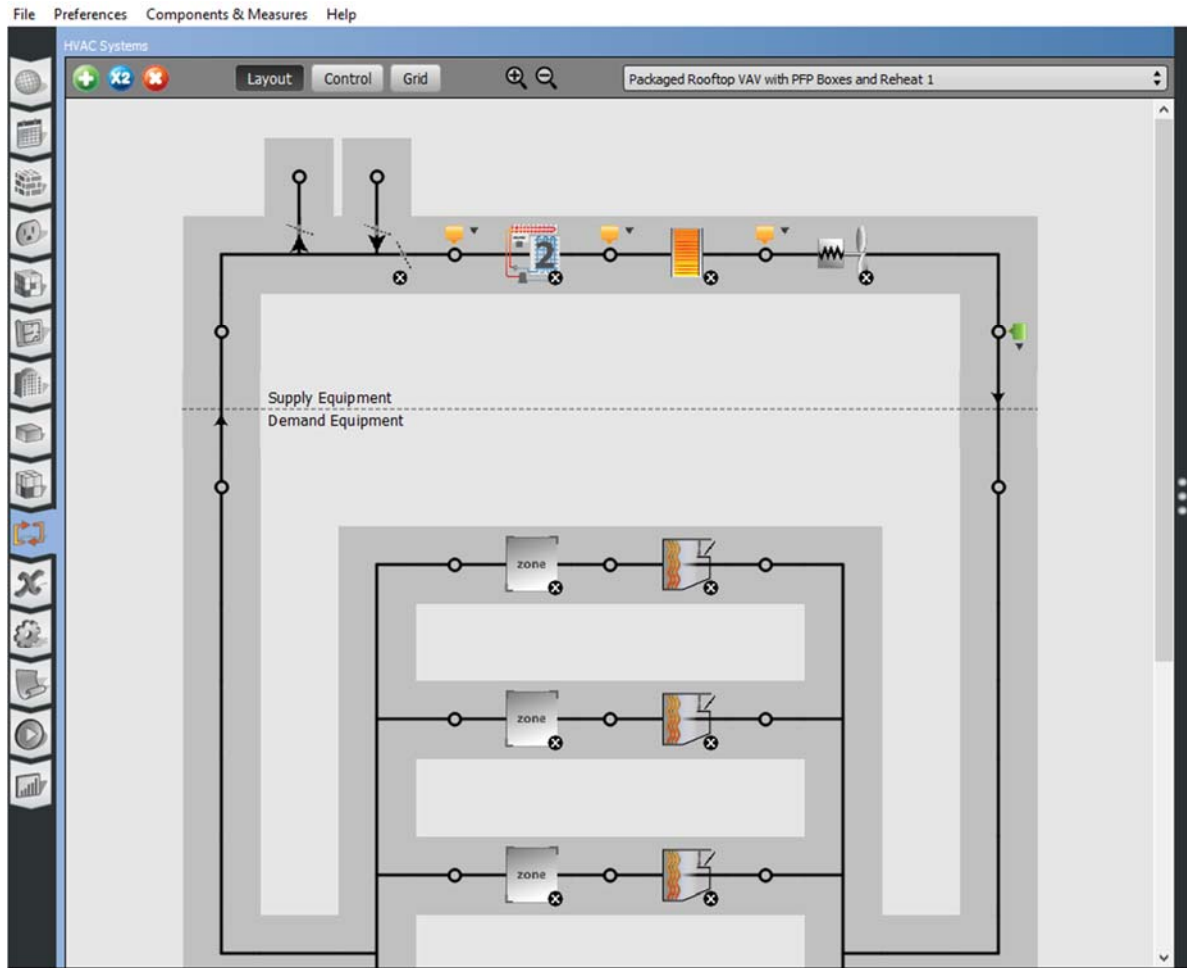 File Preferences Components & Measures Help
HVAC Systems
X2 Layout Control Grid Packaged Rooftop VAV with PFP Boxes and Reheat 1
2
Supply Equipment
Demand Equipment
zone
zone
zone